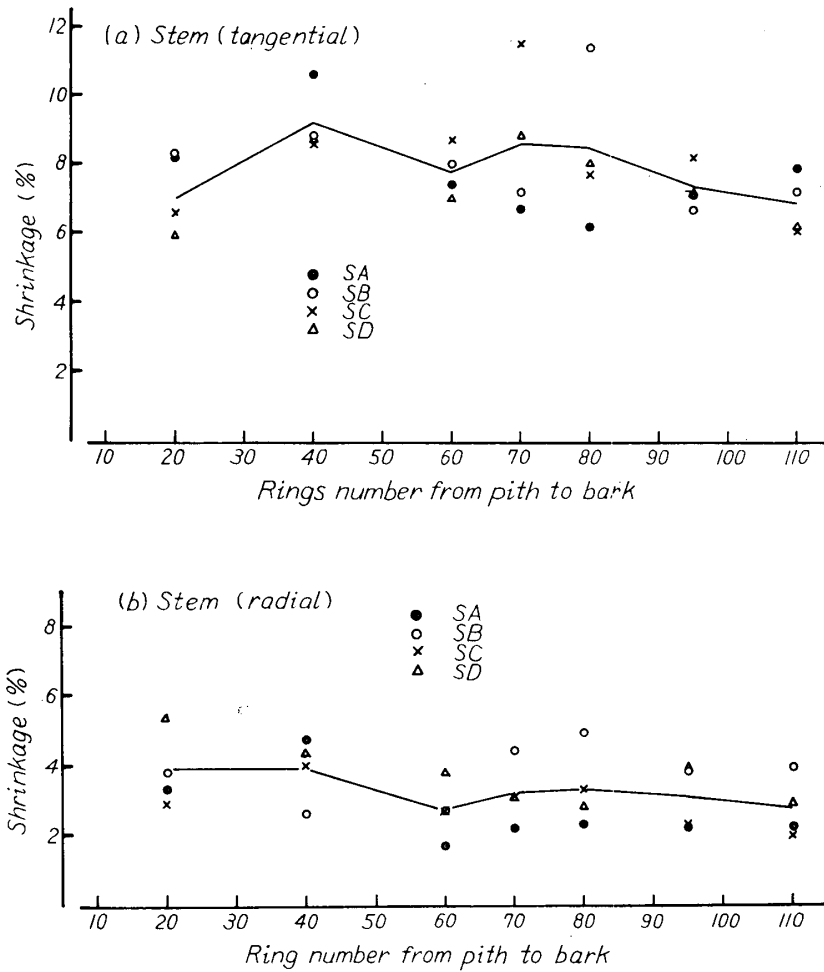 (a) Stem (tangential)
12
10
8
6
4
2
Shrinkage (%)
SA
SB
SC
SD
10 20 30 40 50 60 70 80 90 100 110
Rings number from pith to bark
(b) Stem (radial)
8
6
4
2
Shrinkage (%)
SA
SB
SC
SD
10 20 30 40 50 60 70 80 90 100 110
Ring number from pith to bark